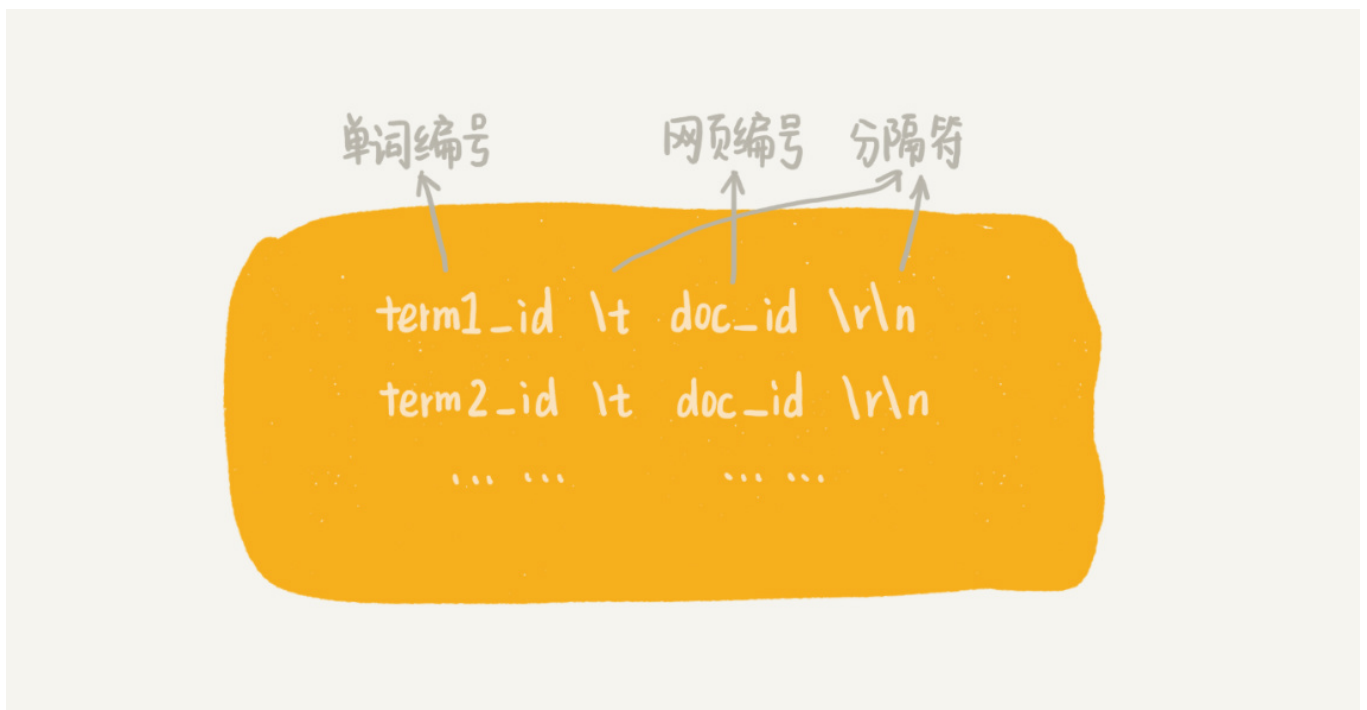 单词编号 网页编号 分隔符
term1_id \t doc_id \r\n
term2_id \t doc_id \r\n
... ... ... ...